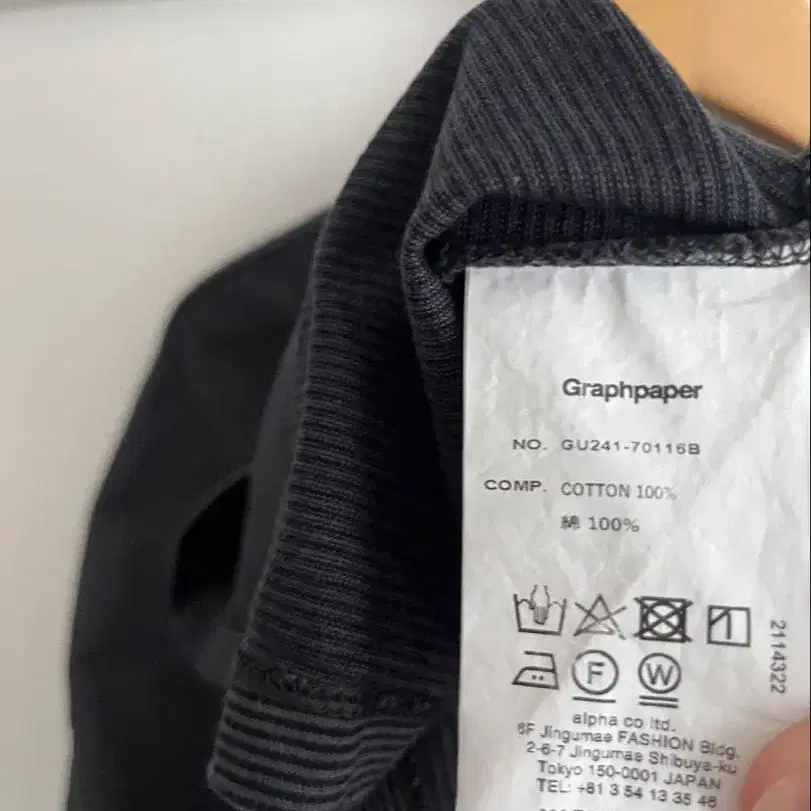 Graphpaper
NO. GU241-70116B
COMP. COTTON 100%
綿 100%
2114322
F W
alpha co ltd.
6F Jingumae FASHION Bldg.
2-6-7 Jingumae Shibuya-ku
Tokyo 150-0001 JAPAN
TEL: +81 3 54 13 35 48